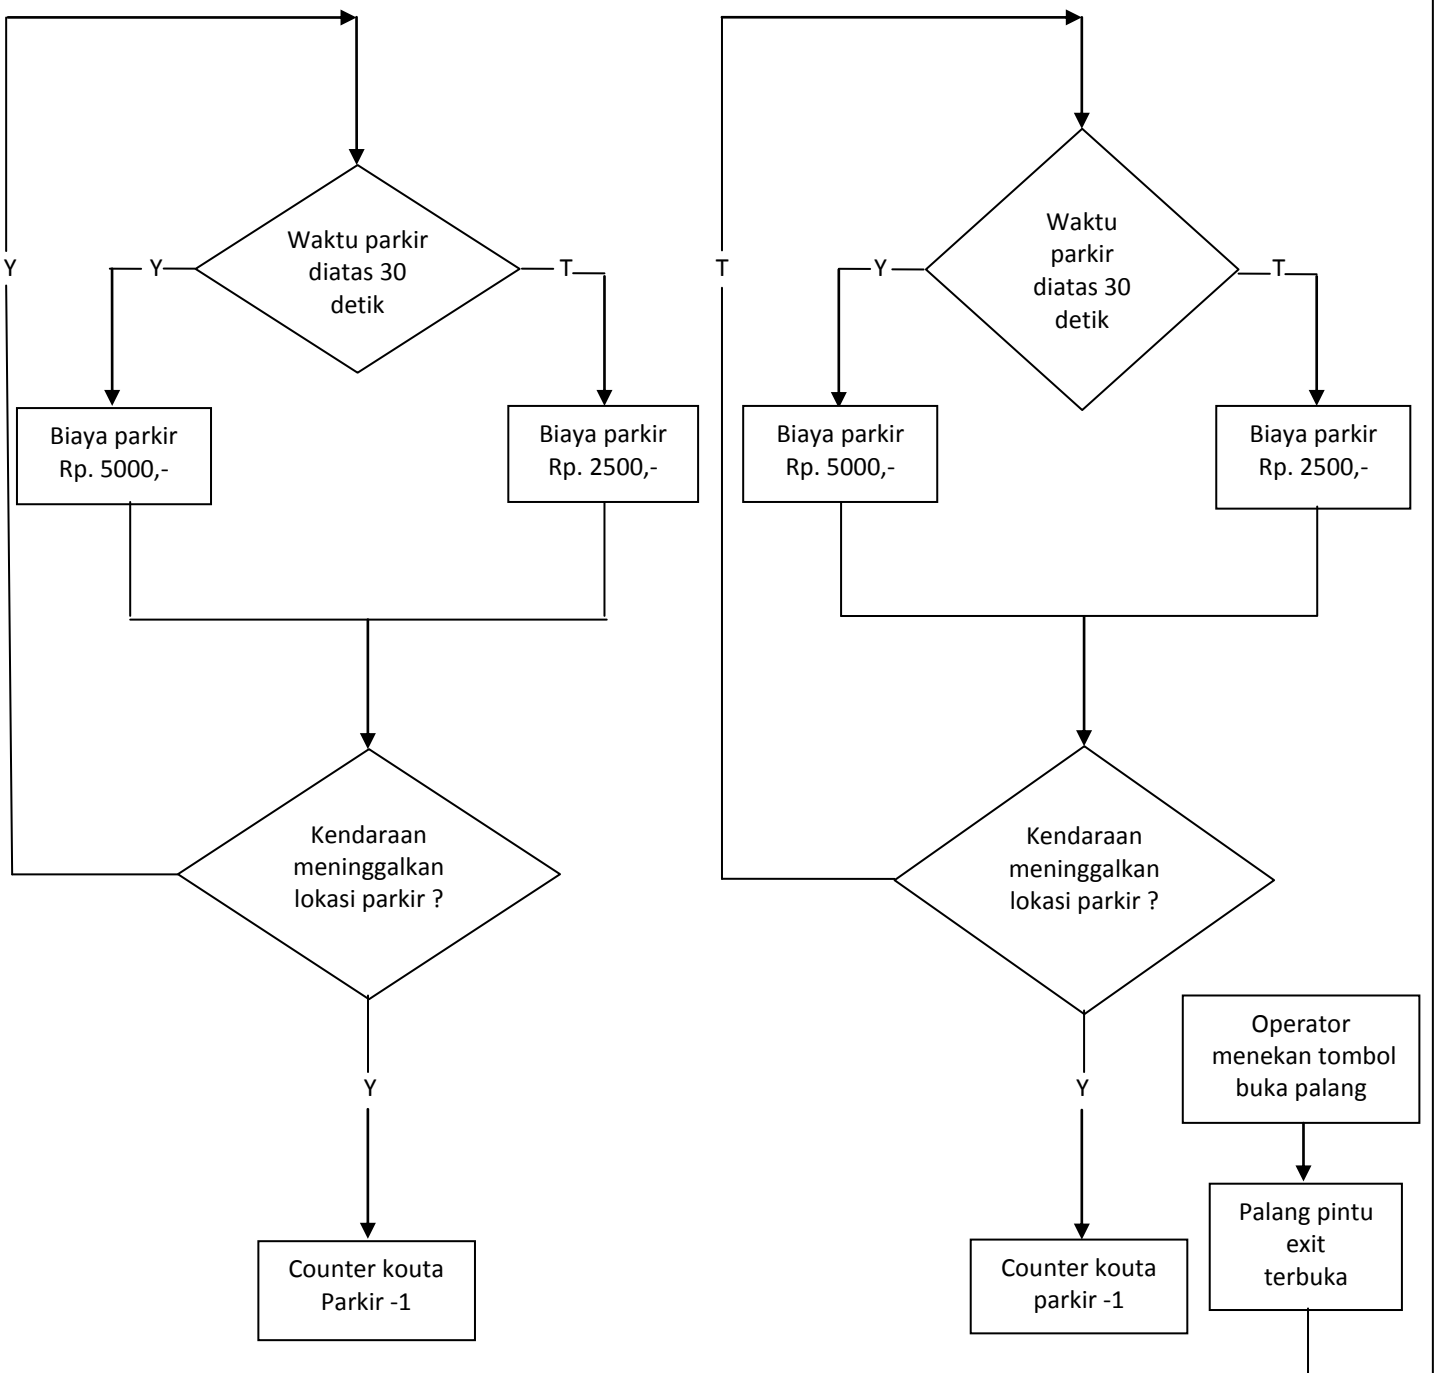 Waktu parkir
diatas 30
detik
Y
Y
T
Biaya parkir
Rp. 5000,-
Biaya parkir
Rp. 2500,-
Kendaraan
meninggalkan
lokasi parkir ?
Y
Counter kouta
Parkir -1
Waktu
parkir
diatas 30
detik
T
Y
T
Biaya parkir
Rp. 5000,-
Biaya parkir
Rp. 2500,-
Kendaraan
meninggalkan
lokasi parkir ?
Y
Counter kouta
parkir -1
Operator
menekan tombol
buka palang
Palang pintu
exit
terbuka